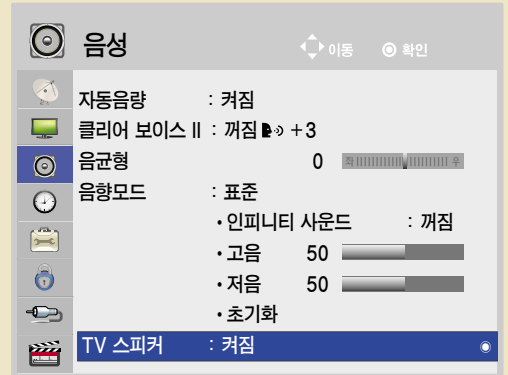 음성 이동 ◉ 확인
자동음량 : 켜짐
클리어 보이스 II : 꺼짐 +3
음균형 0 좌 우
음향모드 : 표준
• 인피니티 사운드 : 꺼짐
• 고음 50
• 저음 50
• 초기화
TV 스피커 : 켜짐